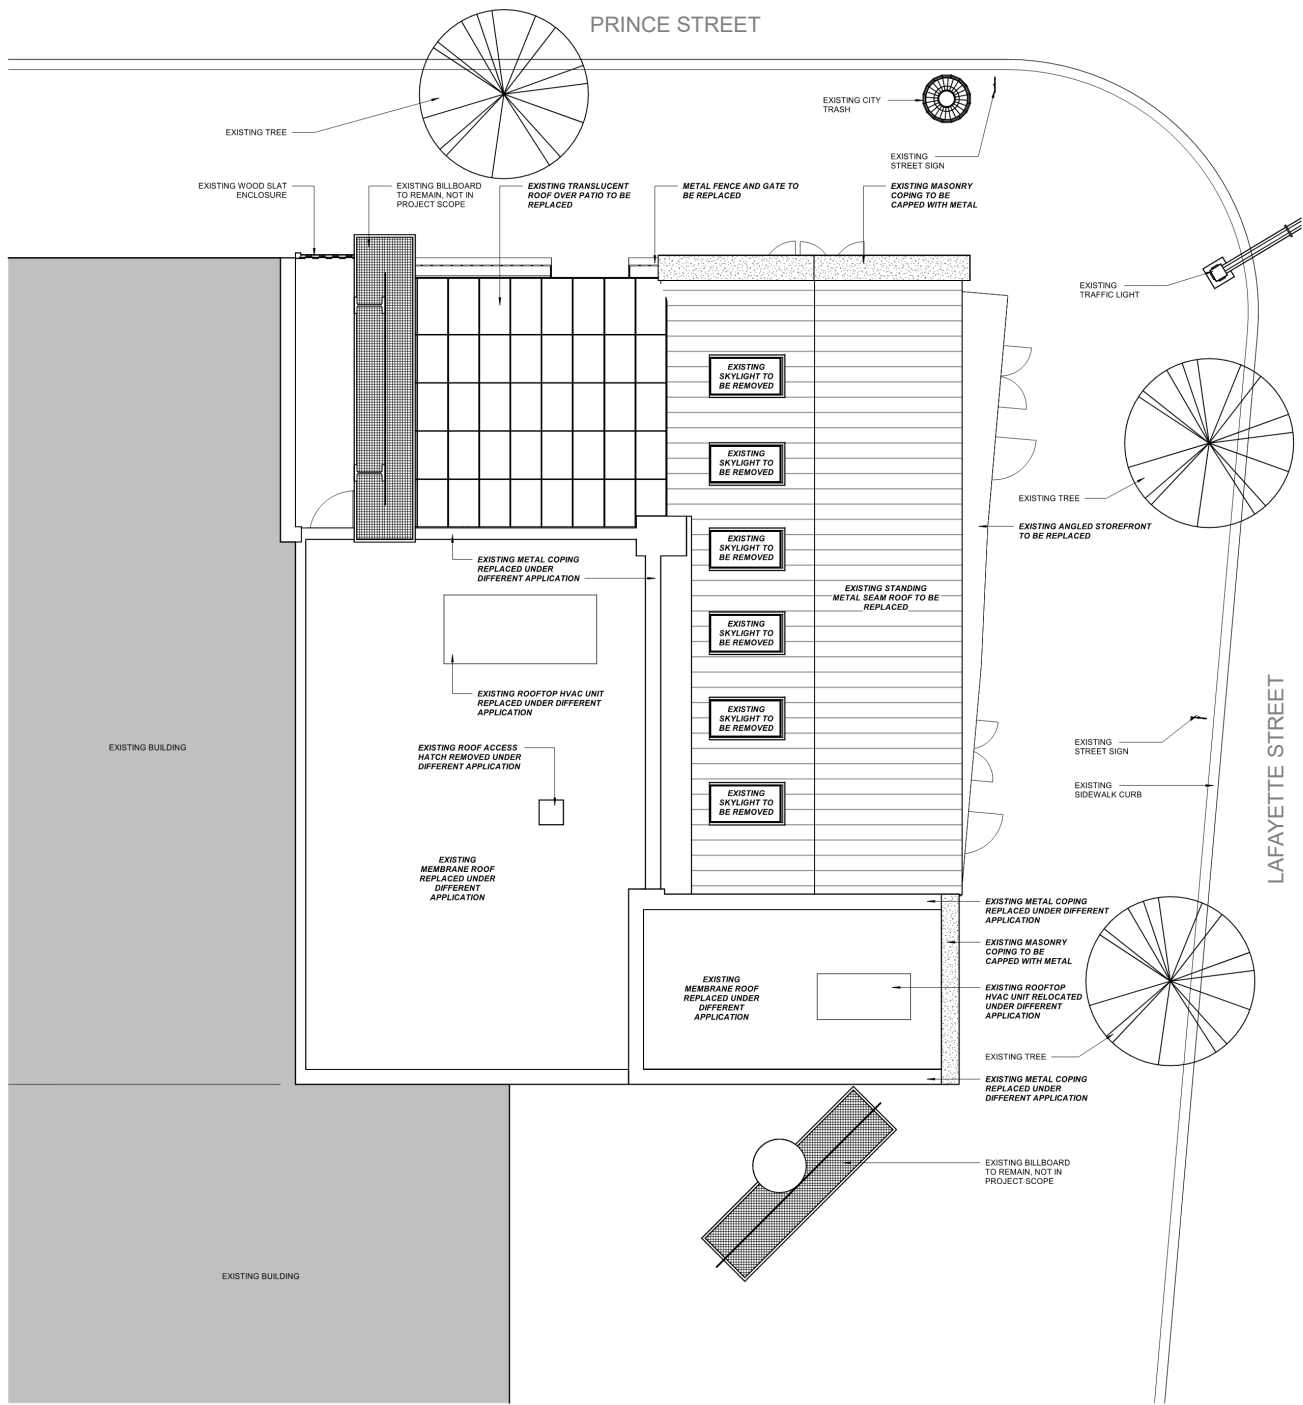 PRINCE STREET
EXISTING CITY
TRASH
EXISTING TREE
EXISTING
STREET SIGN
EXISTING WOOD SLAT
ENCLOSURE
EXISTING BILLBOARD
TO REMAIN, NOT IN
PROJECT SCOPE
EXISTING TRANSLUCENT
ROOF OVER PATIO TO BE
REPLACED
METAL FENCE AND GATE TO
BE REPLACED
EXISTING MASONRY
COPING TO BE
CAPPED WITH METAL
EXISTING
TRAFFIC LIGHT
EXISTING
SKYLIGHT TO
BE REMOVED
EXISTING
SKYLIGHT TO
BE REMOVED
EXISTING TREE
EXISTING ANGLED STOREFRONT
TO BE REPLACED
EXISTING
SKYLIGHT TO
BE REMOVED
EXISTING METAL COPING
REPLACED UNDER
DIFFERENT APPLICATION
EXISTING STANDING
METAL SEAM ROOF TO BE
REPLACED
EXISTING
SKYLIGHT TO
BE REMOVED
EXISTING ROOFTOP HVAC UNIT
REPLACED UNDER DIFFERENT
APPLICATION
EXISTING
SKYLIGHT TO
BE REMOVED
EXISTING BUILDING
EXISTING ROOF ACCESS
HATCH REMOVED UNDER
DIFFERENT APPLICATION
EXISTING
STREET SIGN
LAFAYETTE STREET
EXISTING
SIDEWALK CURB
EXISTING
SKYLIGHT TO
BE REMOVED
EXISTING
MEMBRANE ROOF
REPLACED UNDER
DIFFERENT
APPLICATION
EXISTING METAL COPING
REPLACED UNDER DIFFERENT
APPLICATION
EXISTING MASONRY
COPING TO BE
CAPPED WITH METAL
EXISTING
MEMBRANE ROOF
REPLACED UNDER
DIFFERENT
APPLICATION
EXISTING ROOFTOP
HVAC UNIT RELOCATED
UNDER DIFFERENT
APPLICATION
EXISTING TREE
EXISTING METAL COPING
REPLACED UNDER
DIFFERENT APPLICATION
EXISTING BILLBOARD
TO REMAIN, NOT IN
PROJECT SCOPE
EXISTING BUILDING